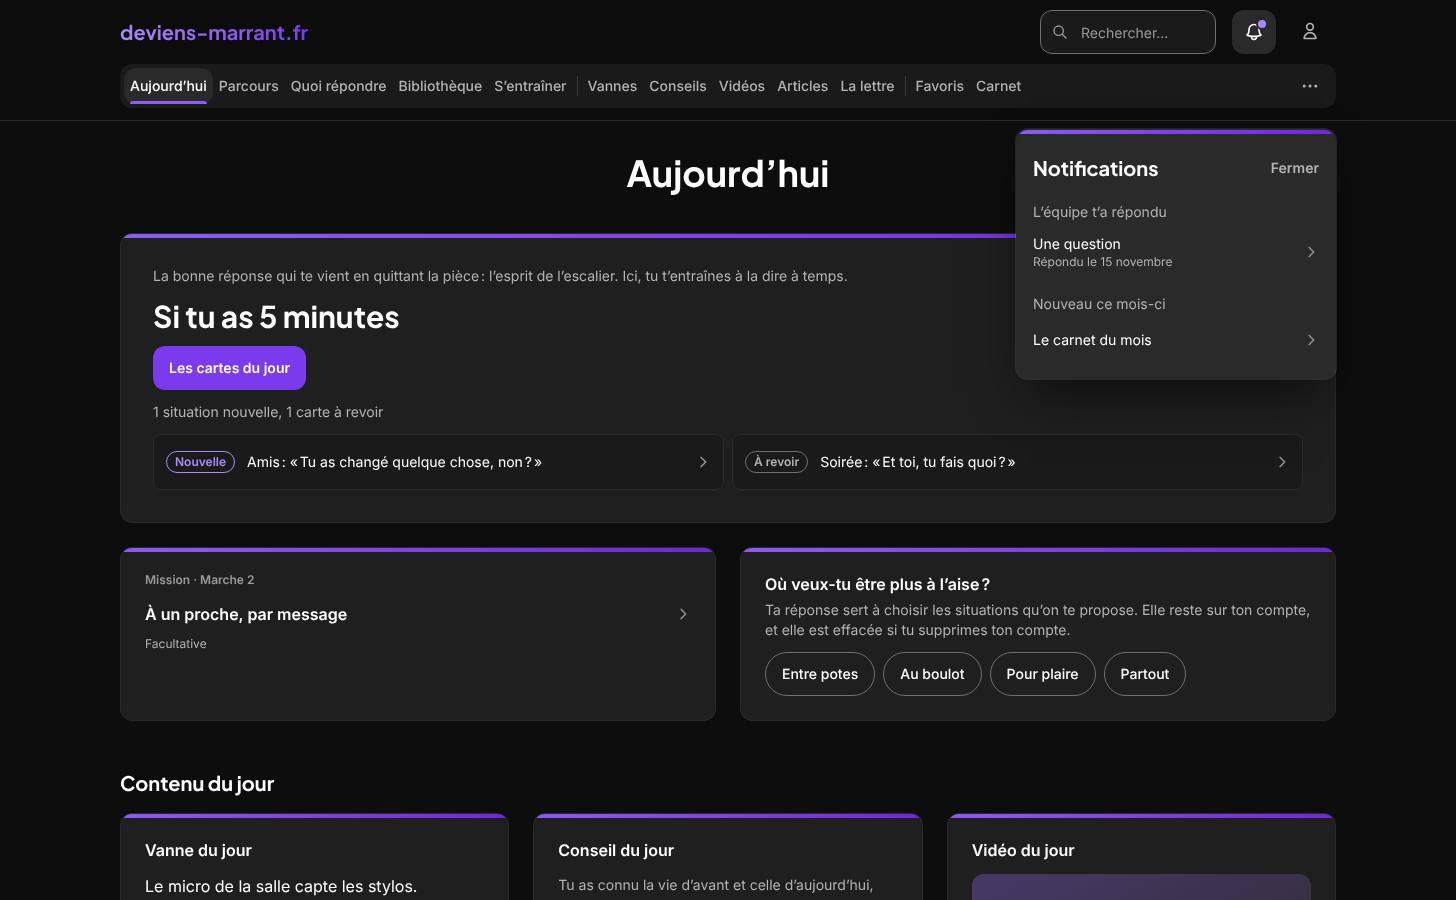 deviens-marrant.fr
Rechercher...
Aujourd’hui Parcours Quoi répondre Bibliothèque S’entraîner Vannes Conseils Vidéos Articles La lettre Favoris Carnet
Aujourd’hui
Notifications
Fermer
L’équipe t’a répondu
Une question
Répondu le 15 novembre
Nouveau ce mois-ci
Le carnet du mois
La bonne réponse qui te vient en quittant la pièce : l’esprit de l’escalier. Ici, tu t’entraînes à la dire à temps.
Si tu as 5 minutes
Les cartes du jour
1 situation nouvelle, 1 carte à revoir
Nouvelle Amis : « Tu as changé quelque chose, non ? »
À revoir Soirée : « Et toi, tu fais quoi ? »
Mission · Marche 2
À un proche, par message
Facultative
Où veux-tu être plus à l’aise ?
Ta réponse sert à choisir les situations qu’on te propose. Elle reste sur ton compte,
et elle est effacée si tu supprimes ton compte.
Entre potes Au boulot Pour plaire Partout
Contenu du jour
Vanne du jour
Le micro de la salle capte les stylos.
Conseil du jour
Tu as connu la vie d’avant et celle d’aujourd’hui,
Vidéo du jour